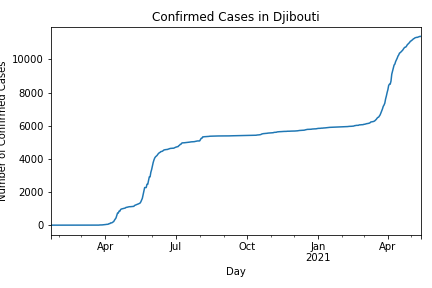 Confirmed Cases in Djibouti
Number of Confirmed Cases
10000
8000
6000
4000
2000
0
Apr
Jul
Oct
Jan
2021
Apr
Day